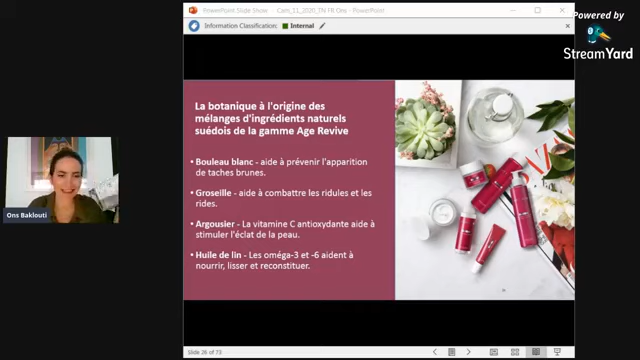 PowerPoint Slide Show - Cam_11_2020_TN FR Ons - PowerPoint
Powered by
StreamYard
Information Classification: Internal
La botanique à l'origine des
mélanges d'ingrédients naturels
suédois de la gamme Age Revive
• Bouleau blanc - aide à prévenir l'apparition
de taches brunes.
• Groseille - aide à combattre les ridules et les
rides.
• Argousier - La vitamine C antioxydante aide à
stimuler l'éclat de la peau.
• Huile de lin - Les oméga-3 et -6 aident à
nourrir, lisser et reconstituer.
Ons Baklouti
Slide 26 of 73